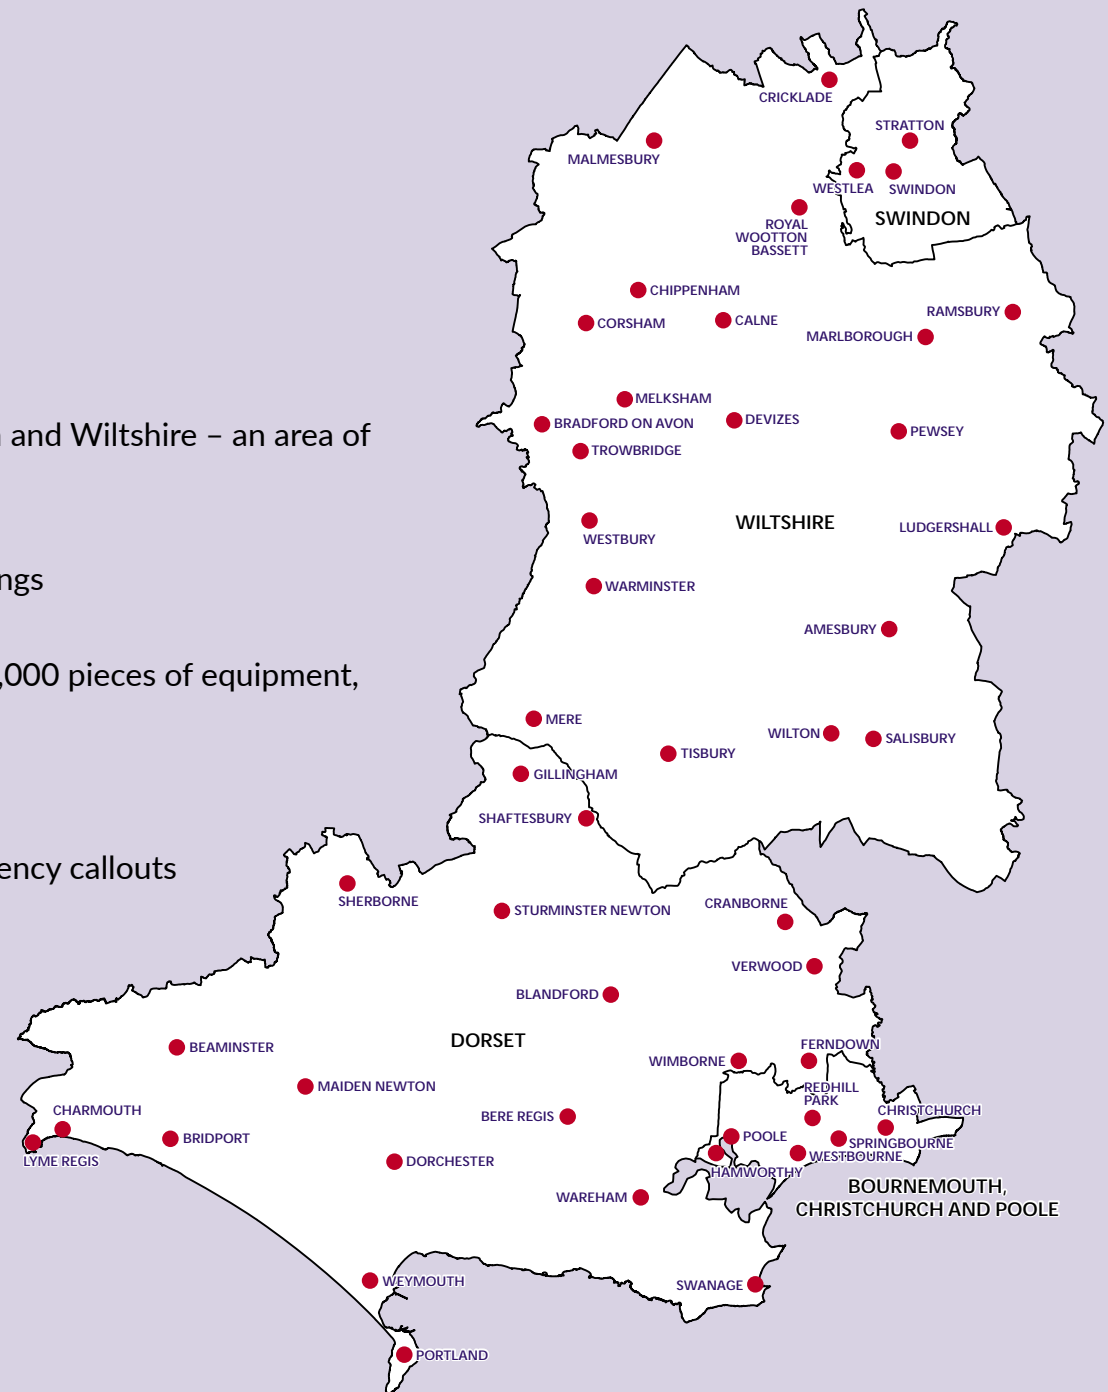 and Wiltshire – an area of
ngs
,000 pieces of equipment,
ency callouts
CRICKLADE
STRATTON
MALMESBURY
WESTLEA
SWINDON
SWINDON
ROYAL
WOOTTON
BASSETT
CHIPPENHAM
CORSHAM
CALNE
RAMSBURY
MARLBOROUGH
MELKSHAM
BRADFORD ON AVON
DEVIZES
PEWSEY
TROWBRIDGE
WILTSHIRE
LUDGERSHALL
WESTBURY
WARMINSTER
AMESBURY
MERE
WILTON
SALISBURY
TISBURY
GILLINGHAM
SHAFTESBURY
SHERBORNE
STURMINSTER NEWTON
CRANBORNE
VERWOOD
BLANDFORD
DORSET
BEAMINSTER
FERNDOWN
WIMBORNE
MAIDEN NEWTON
REDHILL
PARK
CHARMOUTH
BERE REGIS
CHRISTCHURCH
BRIDPORT
POOLE
SPRINGBOURNE
WESTBOURNE
LYME REGIS
DORCHESTER
HAMWORTHY
BOURNEMOUTH,
CHRISTCHURCH AND POOLE
WAREHAM
WEYMOUTH
SWANAGE
PORTLAND